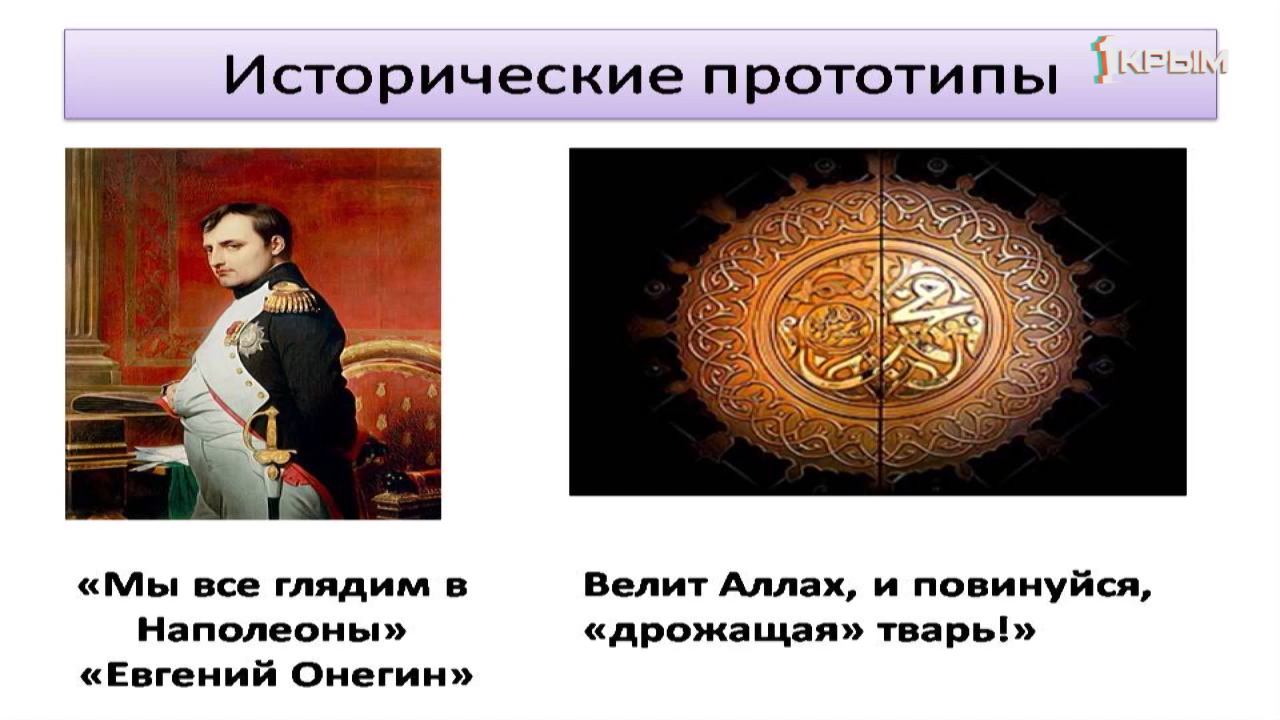 Исторические прототипы
1КРЫМ
«Мы все глядим в
Наполеоны»
«Евгений Онегин»
Велит Аллах, и повинуйся,
«дрожащая» тварь!»